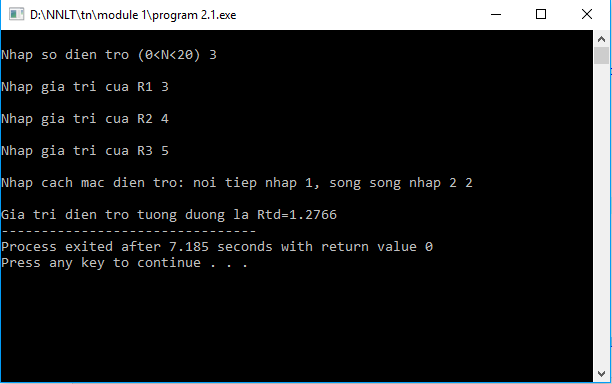 D:\NNLT\tn\module 1\program 2.1.exe
Nhap so dien tro (0<N<20) 3
Nhap gia tri cua R1 3
Nhap gia tri cua R2 4
Nhap gia tri cua R3 5
Nhap cach mac dien tro: noi tiep nhap 1, song song nhap 2 2
Gia tri dien tro tuong duong la Rtd=1.2766
--------------------------------
Process exited after 7.185 seconds with return value 0
Press any key to continue . . .